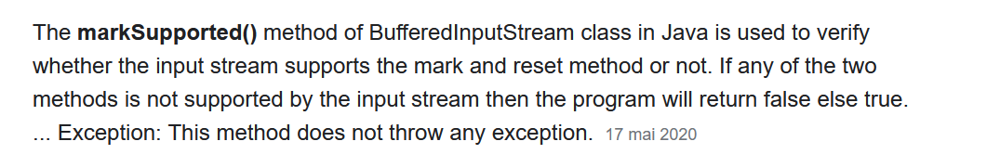 The markSupported() method of BufferedInputStream class in Java is used to verify
whether the input stream supports the mark and reset method or not. If any of the two
methods is not supported by the input stream then the program will return false else true.
... Exception: This method does not throw any exception. 17 mai 2020